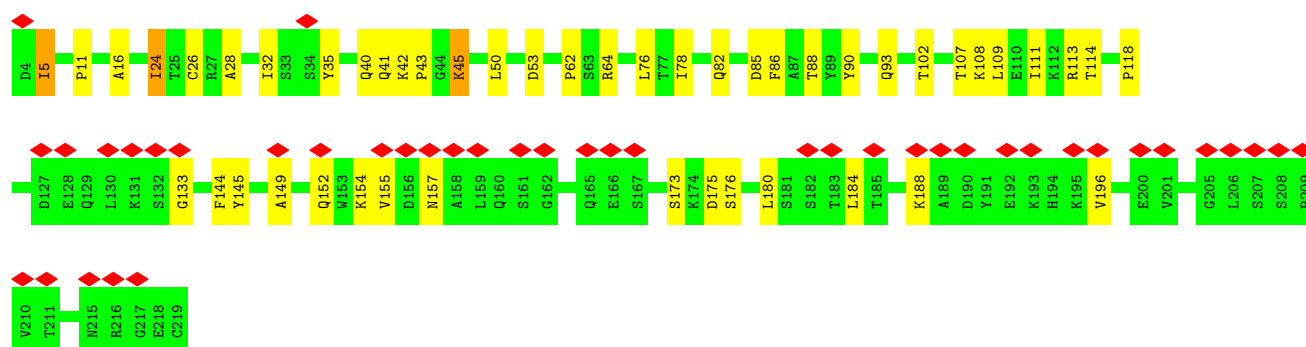 D4 I5 P11 A16 I24 T25 C26 R27 A28 I32 S33 S34 Y35 Q40 Q41 K42 P43 G44 K45 L50 D53 P62 S63 R64 L76 T77 I78 Q82 D85 F86 A87 T88 Y89 Y90 Q93 T102 T107 K108 L109 E110 I111 K112 R113 T114 P118
D127 E128 Q129 L130 K131 S132 G133 F144 Y145 A149 Q152 W153 K154 V155 D156 N157 A158 L159 Q160 S161 G162 Q165 E166 S167 S173 K174 D175 S176 L180 S181 S182 T183 L184 T185 K188 A189 D190 Y191 E192 K193 H194 K195 V196 E200 V201 G205 L206 S207 S208
V210 T211 N215 R216 G217 E218 C219